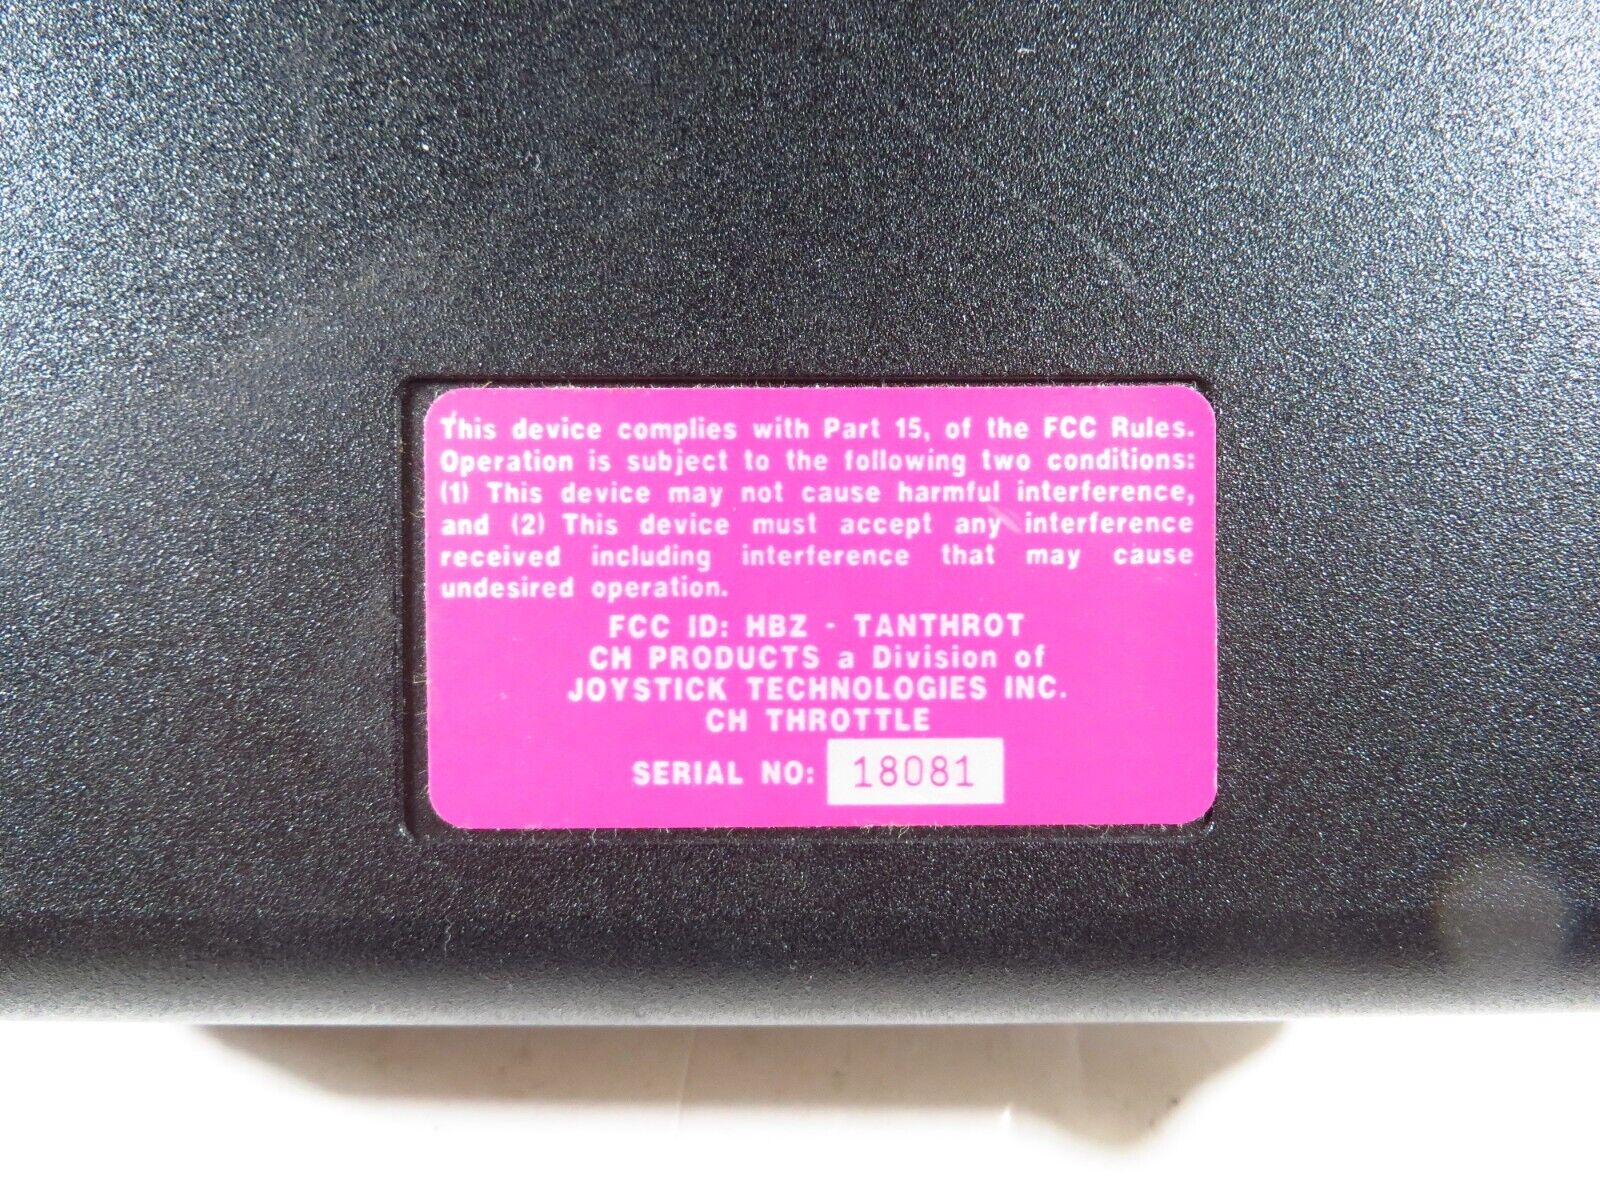 This device complies with Part 15, of the FCC Rules.
Operation is subject to the following two conditions:
(1) This device may not cause harmful interference,
and (2) This device must accept any interference
received including interference that may cause
undesired operation.
FCC ID: HBZ - TANTHROT
CH PRODUCTS a Division of
JOYSTICK TECHNOLOGIES INC.
CH THROTTLE
SERIAL NO: 18081